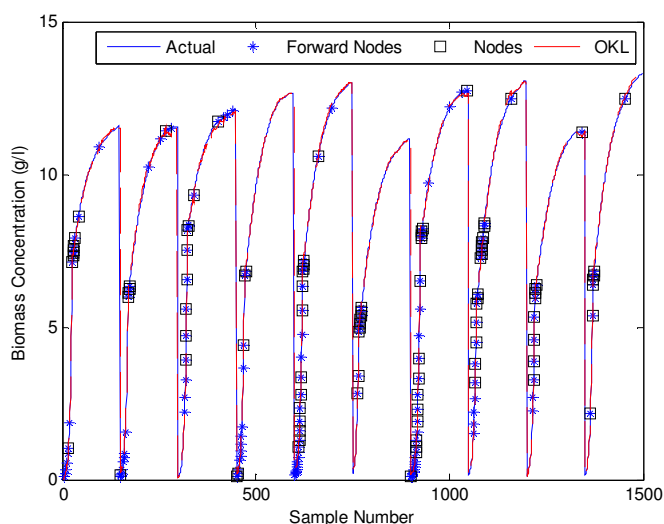 15
Actual Forward Nodes Nodes OKL
10
Biomass Concentration (g/l)
5
0
0 500 1000 1500
Sample Number